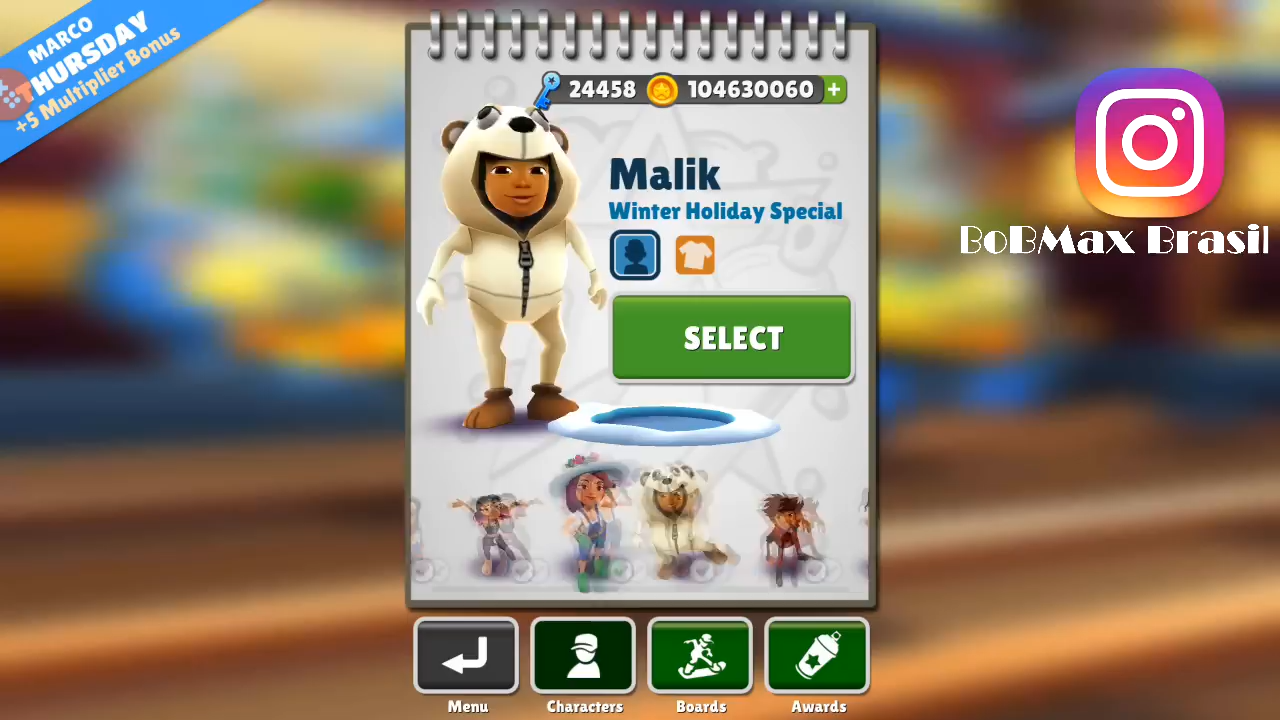 MARCO
THURSDAY
+5 Multiplier Bonus
24458 104630060 +
Malik
Winter Holiday Special
SELECT
BoBMax Brasil
Menu Characters Boards Awards